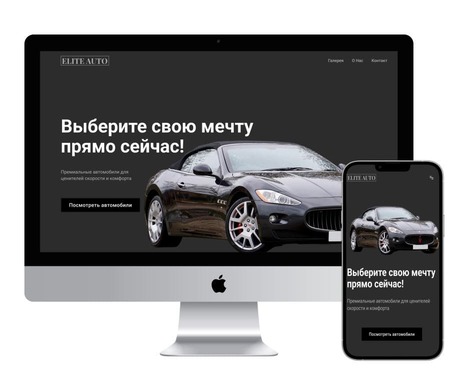 ELITE AUTO
Галерея О Нас Контакт
Выберите свою мечту
прямо сейчас!
Премиальные автомобили для
ценителей скорости и комфорта
Посмотреть автомобили
ELITE AUTO
Выберите свою мечту
прямо сейчас!
Премиальные автомобили для ценителей
скорости и комфорта
Посмотреть автомобили